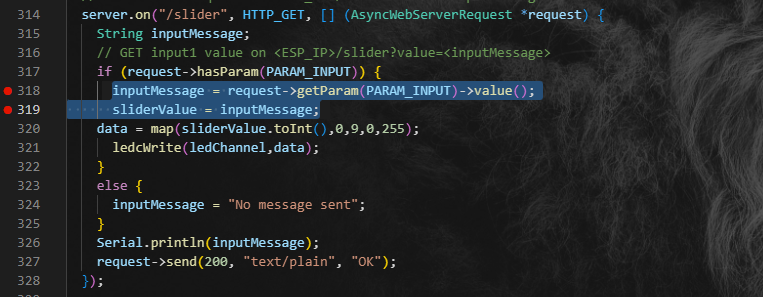 314 server.on("/slider", HTTP_GET, [] (AsyncWebServerRequest *request) {
315 String inputMessage;
316 // GET input1 value on <ESP_IP>/slider?value=<inputMessage>
317 if (request->hasParam(PARAM_INPUT)) {
318 inputMessage = request->getParam(PARAM_INPUT)->value();
319 sliderValue = inputMessage;
320 data = map(sliderValue.toInt(),0,9,0,255);
321 ledcWrite(ledChannel,data);
322 }
323 else {
324 inputMessage = "No message sent";
325 }
326 Serial.println(inputMessage);
327 request->send(200, "text/plain", "OK");
328 });